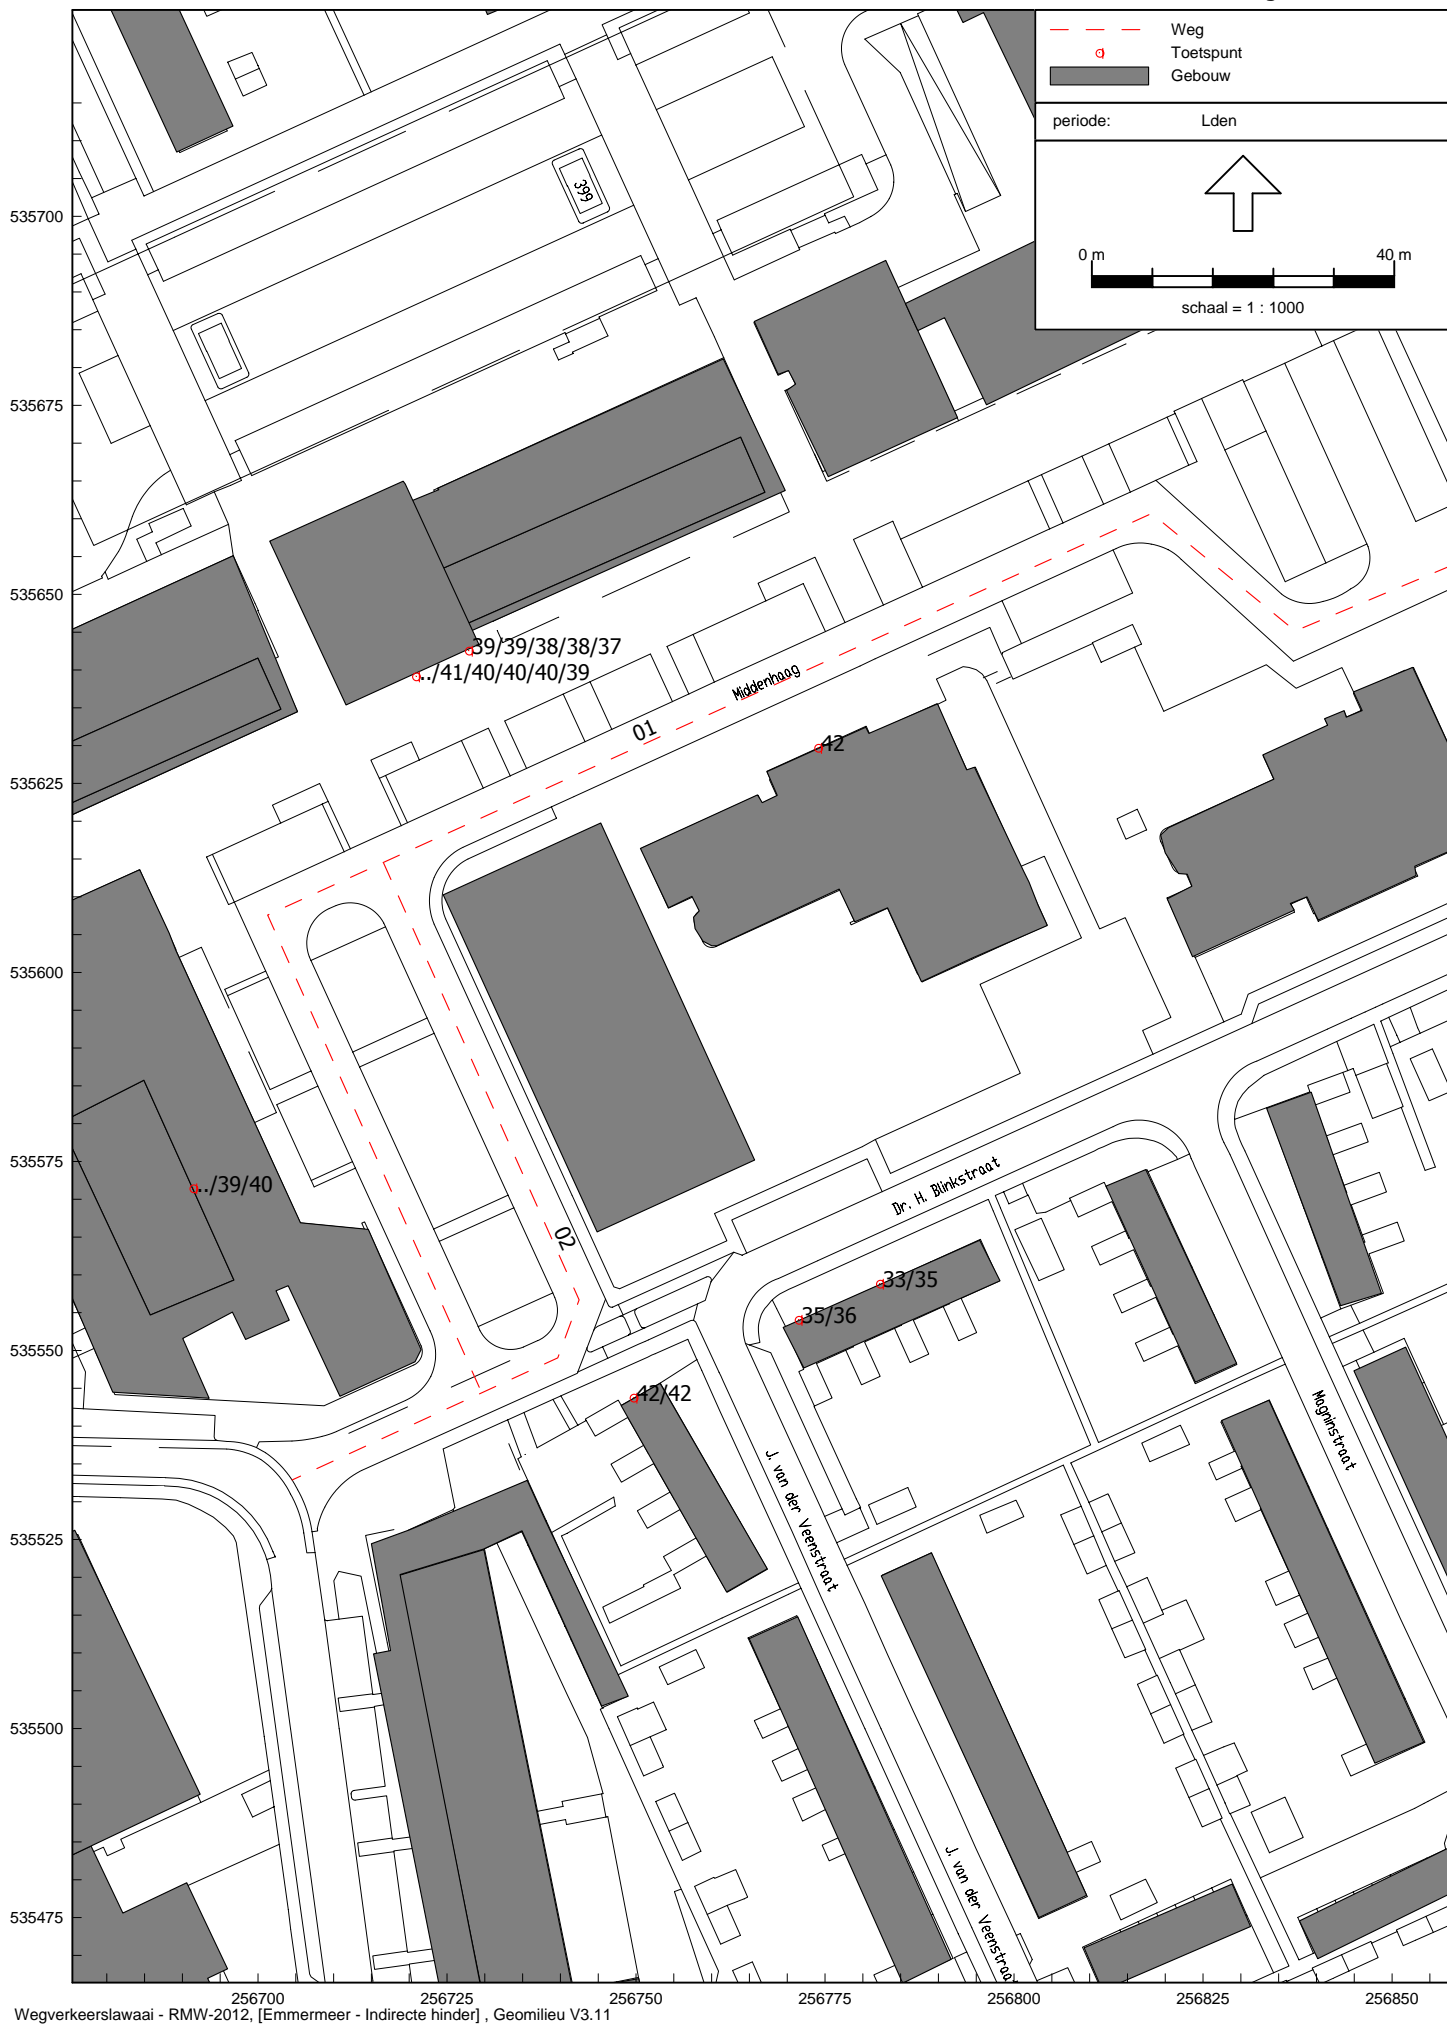 Weg
Toetspunt
Gebouw
periode: Lden
0 m 40 m
schaal = 1 : 1000
399
535700
535675
535650
535625
535600
535575
535550
535525
535500
535475
39/39/38/38/37
../41/40/40/40/39
Middenhaag
01
42
../39/40
02
Dr. H. Blinkstraat
33/35
35/36
42/42
J. van der Veenstraat
Magninstraat
J. van der Veenstraat
256700
256725
256750
256775
256800
256825
256850
Wegverkeerslawaai - RMW-2012, [Emmermeer - Indirecte hinder] , Geomilieu V3.11